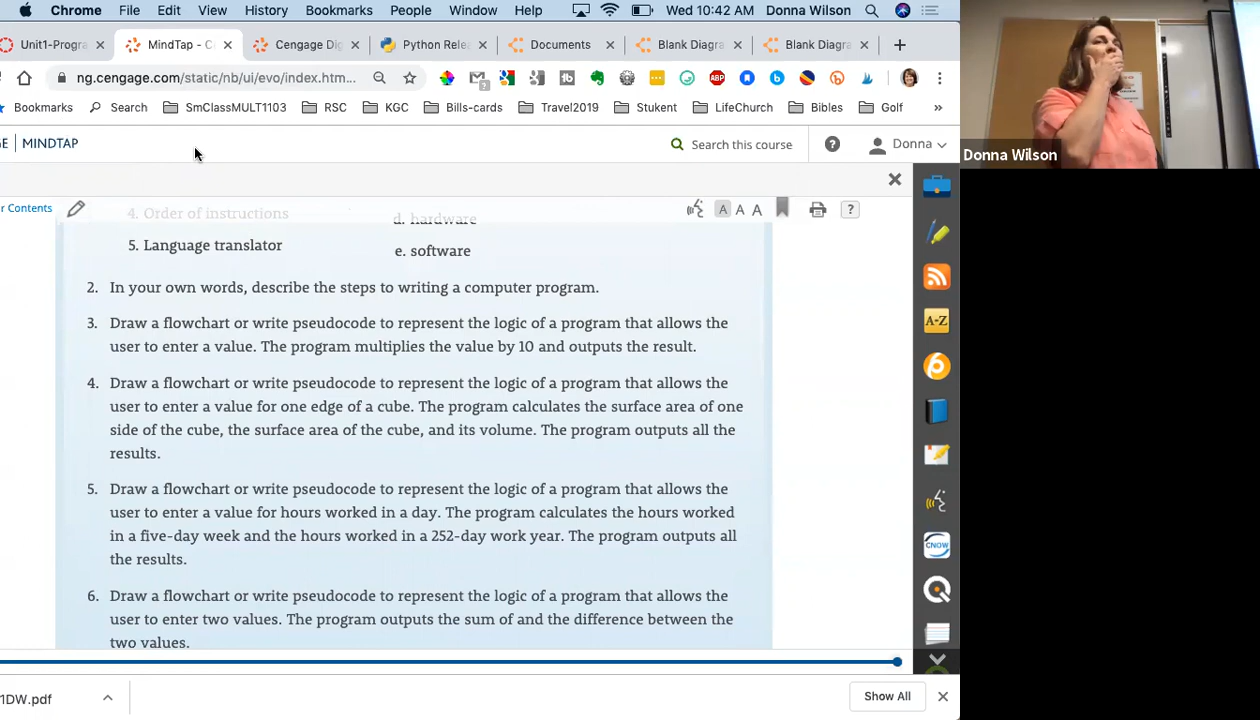 Chrome File Edit View History Bookmarks People Window Help Wed 10:42 AM Donna Wilson
Unit1-Progra MindTap - C Cengage Di Python Rele Documents Blank Diagra Blank Diagra
ng.cengage.com/static/nb/ui/evo/index.htm...
Bookmarks Search SmClassMULT1103 RSC KGC Bills-cards Travel2019 Stukent LifeChurch Bibles Golf »
GE | MINDTAP Search this course ? Donna
Donna Wilson
r Contents A A A ?
4. Order of instructions
d. hardware
5. Language translator
e. software
2. In your own words, describe the steps to writing a computer program.
3. Draw a flowchart or write pseudocode to represent the logic of a program that allows the
user to enter a value. The program multiplies the value by 10 and outputs the result.
4. Draw a flowchart or write pseudocode to represent the logic of a program that allows the
user to enter a value for one edge of a cube. The program calculates the surface area of one
side of the cube, the surface area of the cube, and its volume. The program outputs all the
results.
5. Draw a flowchart or write pseudocode to represent the logic of a program that allows the
user to enter a value for hours worked in a day. The program calculates the hours worked
in a five-day week and the hours worked in a 252-day work year. The program outputs all
the results.
6. Draw a flowchart or write pseudocode to represent the logic of a program that allows the
user to enter two values. The program outputs the sum of and the difference between the
two values.
A-Z
CNOW
1DW.pdf Show All